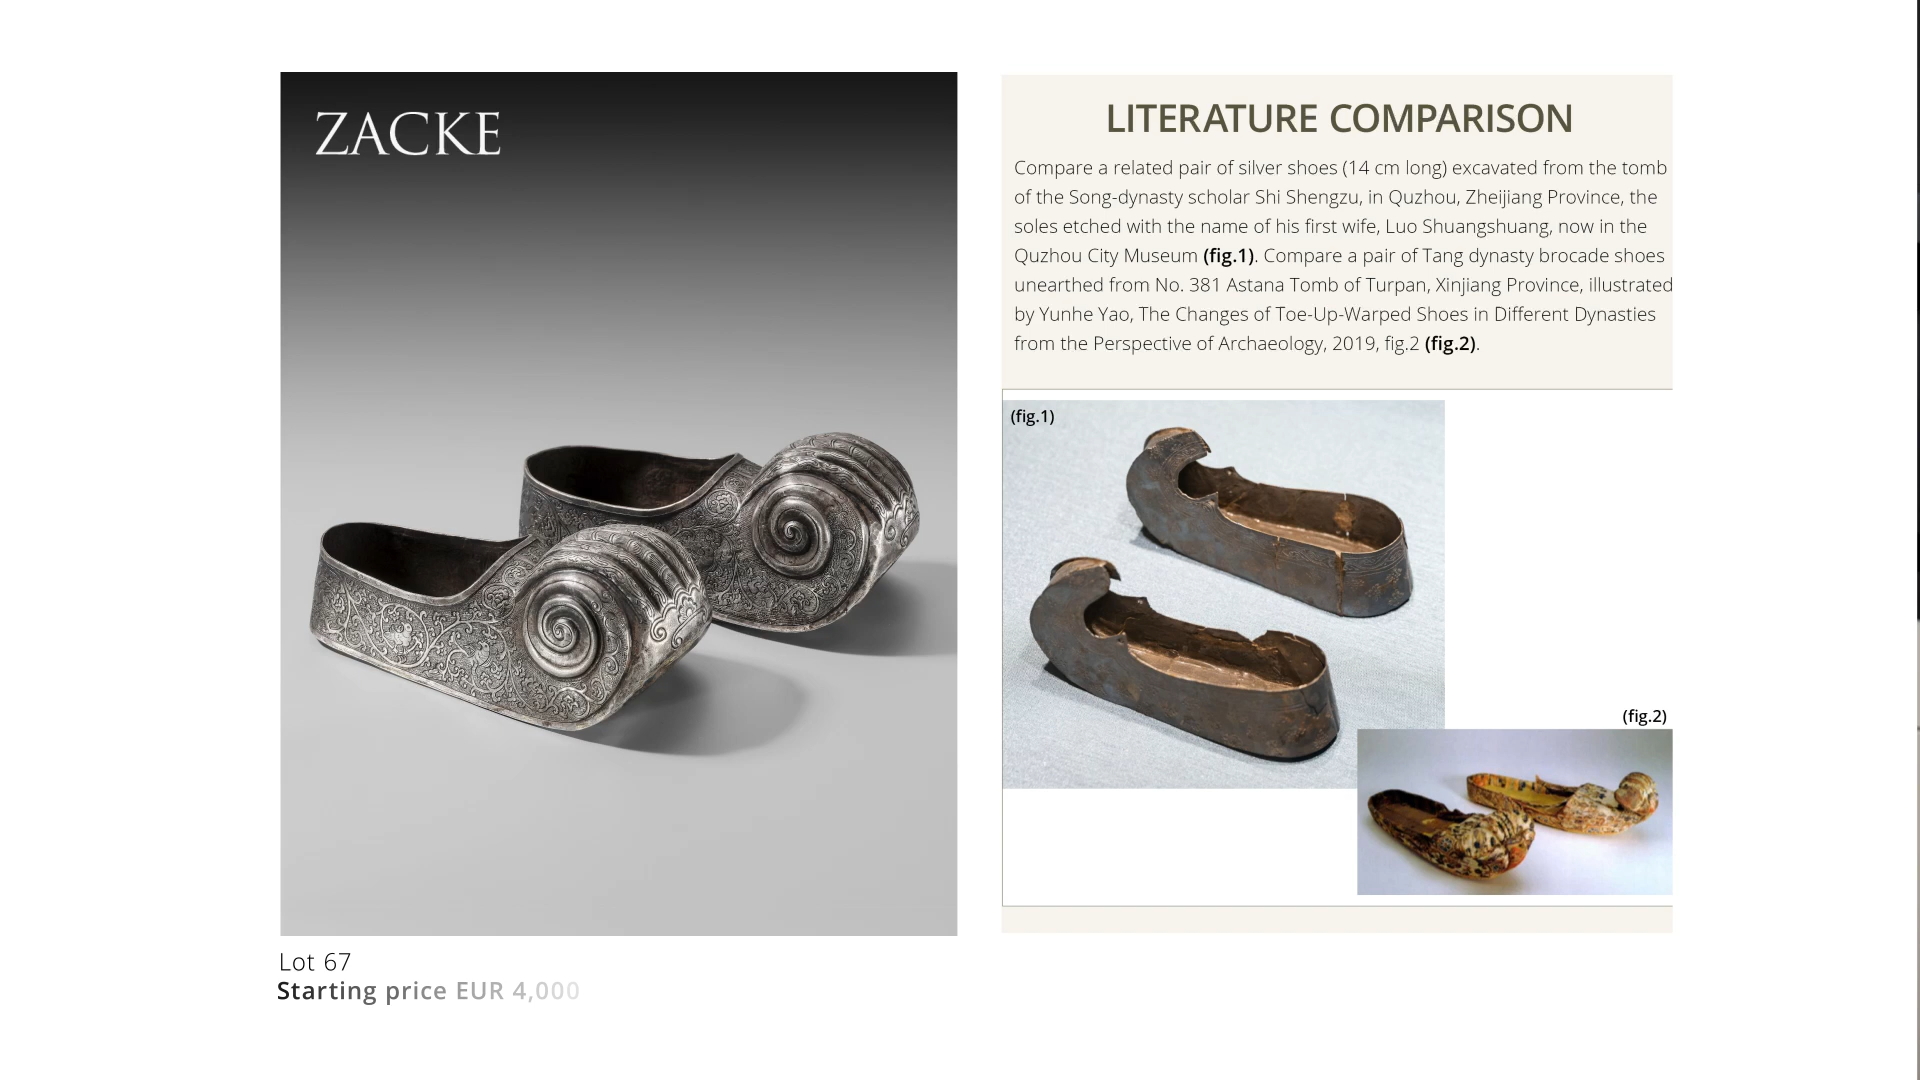 ZACKE
LITERATURE COMPARISON
Compare a related pair of silver shoes (14 cm long) excavated from the tomb
of the Song-dynasty scholar Shi Shengzu, in Quzhou, Zheijiang Province, the
soles etched with the name of his first wife, Luo Shuangshuang, now in the
Quzhou City Museum (fig.1). Compare a pair of Tang dynasty brocade shoes
unearthed from No. 381 Astana Tomb of Turpan, Xinjiang Province, illustrated
by Yunhe Yao, The Changes of Toe-Up-Warped Shoes in Different Dynasties
from the Perspective of Archaeology, 2019, fig.2 (fig.2).
(fig.1)
(fig.2)
Lot 67
Starting price EUR 4,000